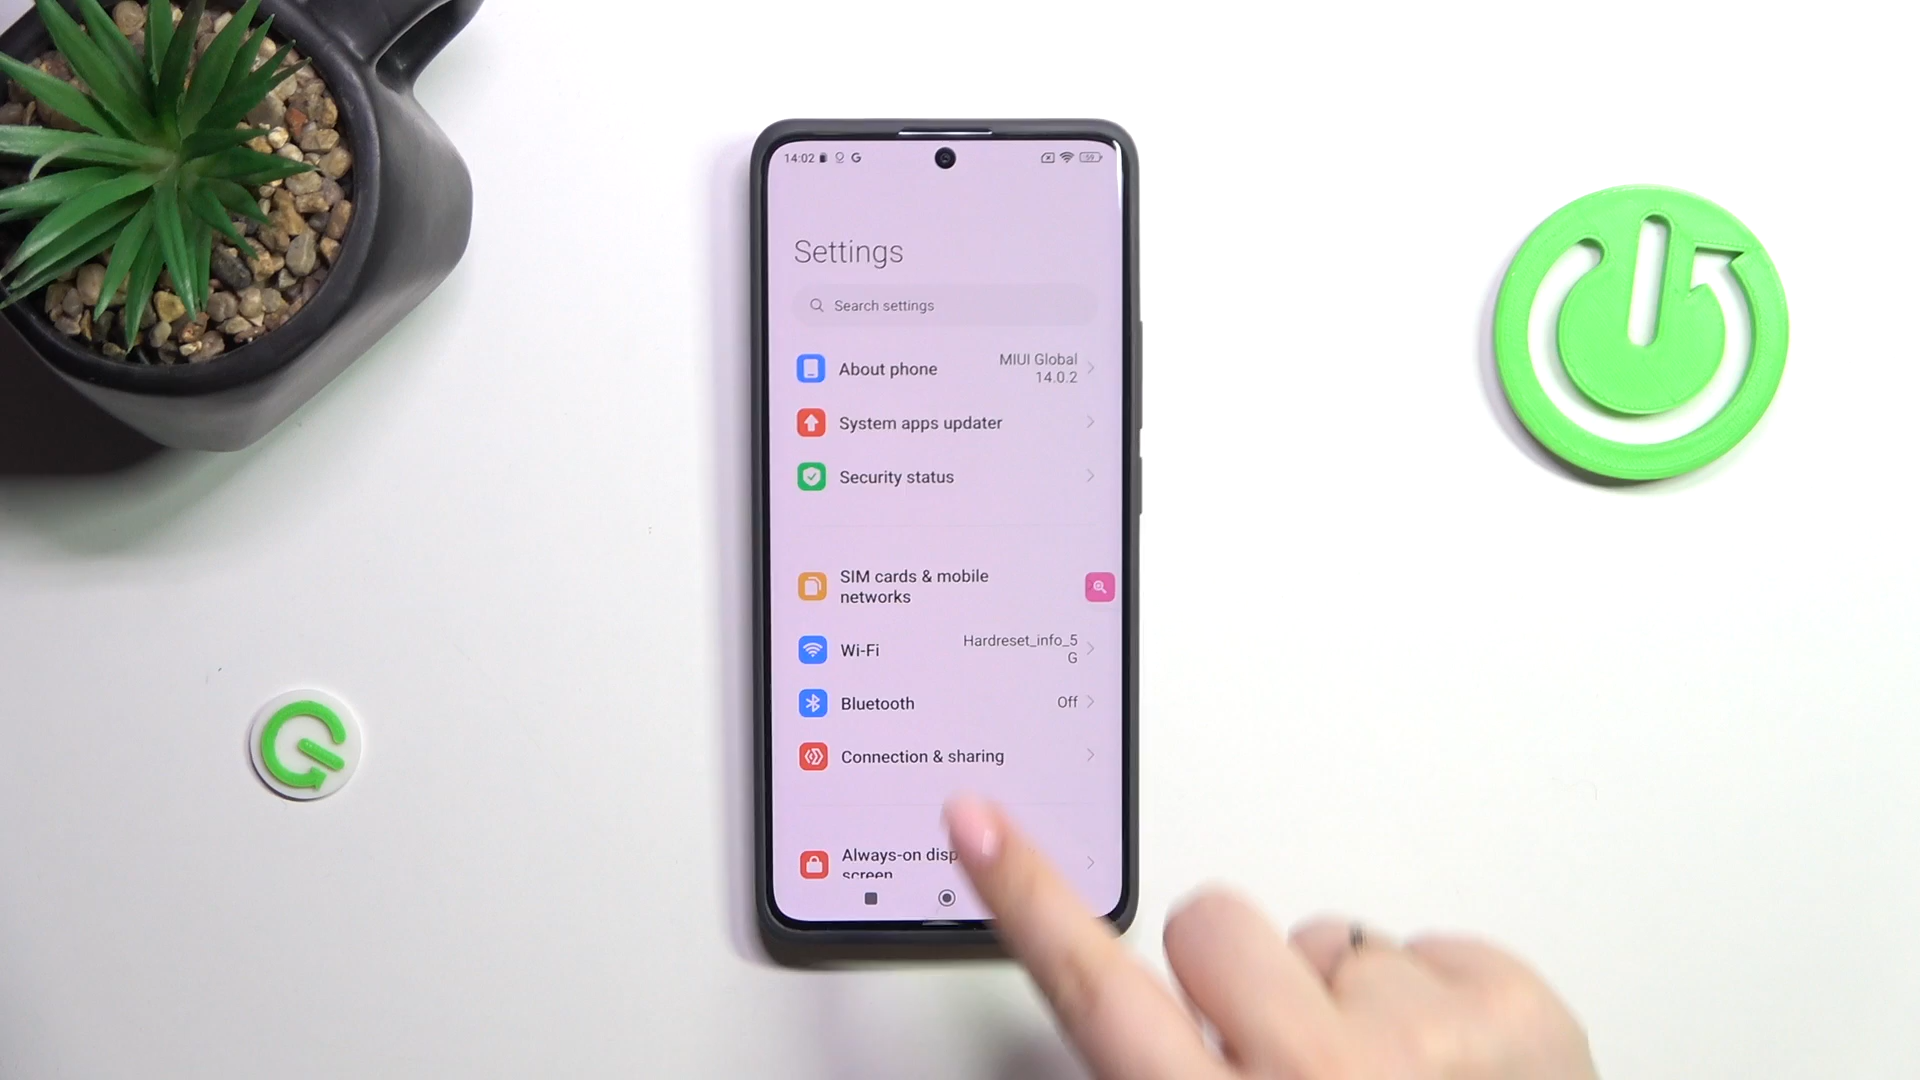 14:02
59
Settings
Search settings
About phone
MIUI Global
14.0.2
System apps updater
Security status
SIM cards & mobile
networks
Wi-Fi
Hardreset_info_5
G
Bluetooth
Off
Connection & sharing
Always-on disp
screen